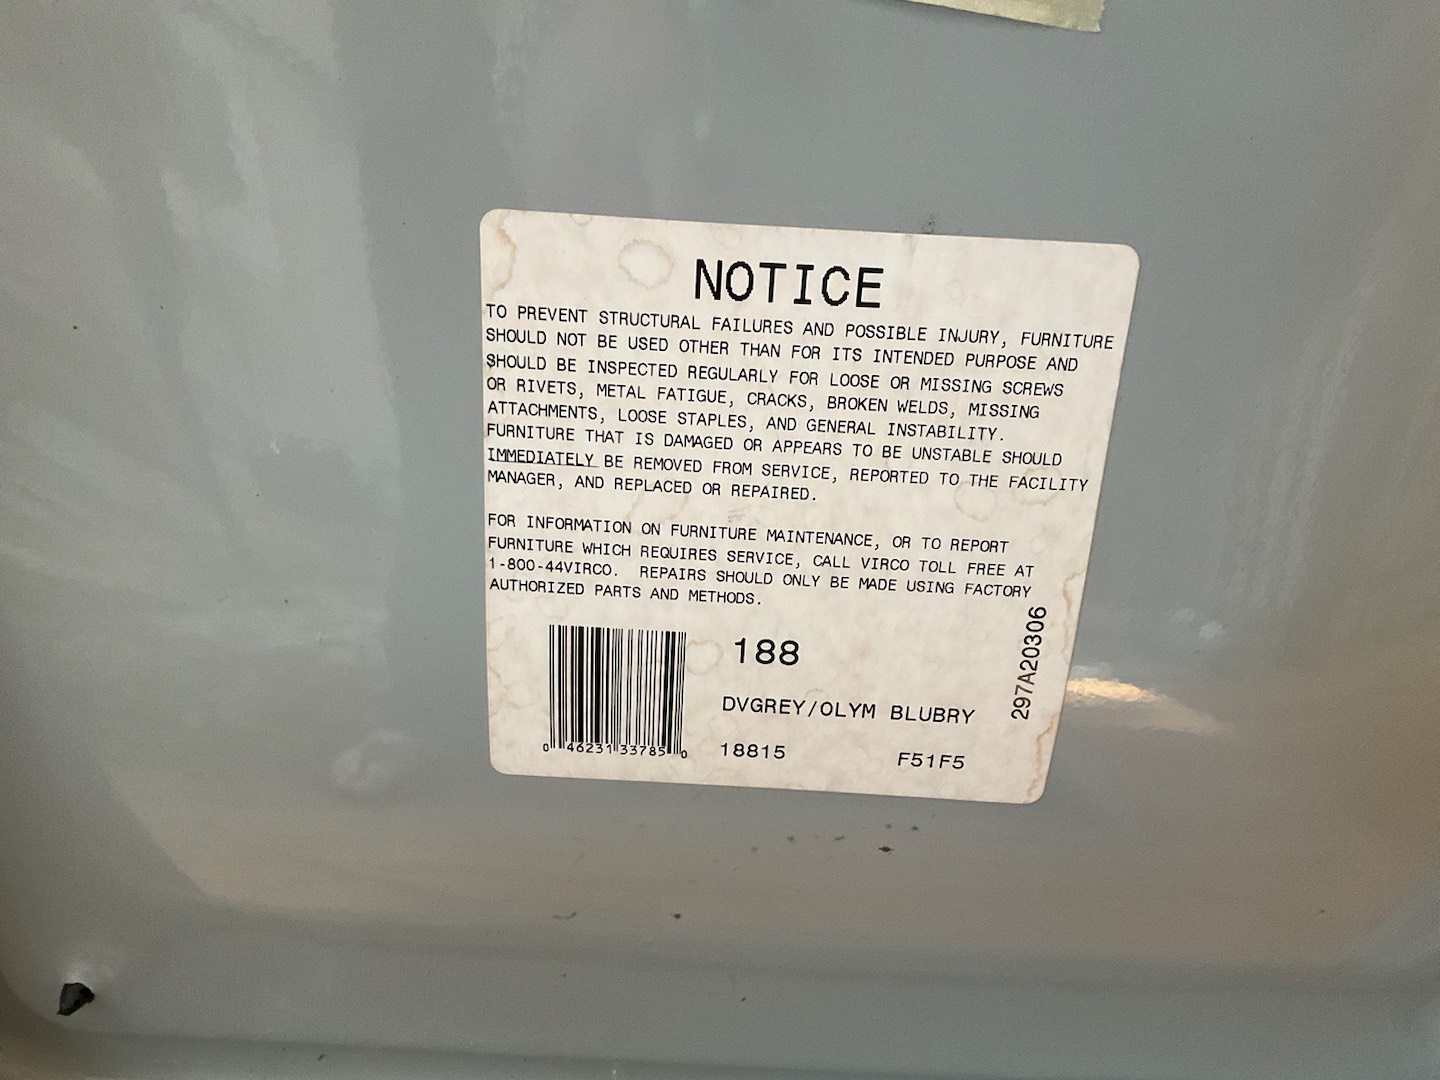 NOTICE
TO PREVENT STRUCTURAL FAILURES AND POSSIBLE INJURY, FURNITURE
SHOULD NOT BE USED OTHER THAN FOR ITS INTENDED PURPOSE AND
SHOULD BE INSPECTED REGULARLY FOR LOOSE OR MISSING SCREWS
OR RIVETS, METAL FATIGUE, CRACKS, BROKEN WELDS, MISSING
ATTACHMENTS, LOOSE STAPLES, AND GENERAL INSTABILITY.
FURNITURE THAT IS DAMAGED OR APPEARS TO BE UNSTABLE SHOULD
IMMEDIATELY BE REMOVED FROM SERVICE, REPORTED TO THE FACILITY
MANAGER, AND REPLACED OR REPAIRED.
FOR INFORMATION ON FURNITURE MAINTENANCE, OR TO REPORT
FURNITURE WHICH REQUIRES SERVICE, CALL VIRCO TOLL FREE AT
1-800-44VIRCO. REPAIRS SHOULD ONLY BE MADE USING FACTORY
AUTHORIZED PARTS AND METHODS.
188
DVGREY/OLYM BLUBRY
18815 F51F5
0 46231 33785 0
297A20306